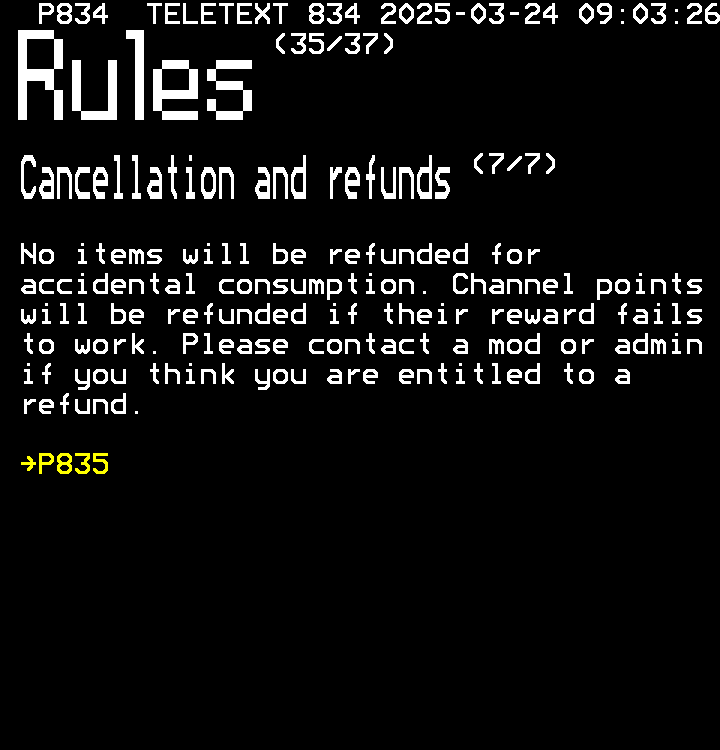 P834 TELETEXT 834 2025-03-24 09:03:26
Rules (35/37)
Cancellation and refunds (7/7)
No items will be refunded for
accidental consumption. Channel points
will be refunded if their reward fails
to work. Please contact a mod or admin
if you think you are entitled to a
refund.
→P835